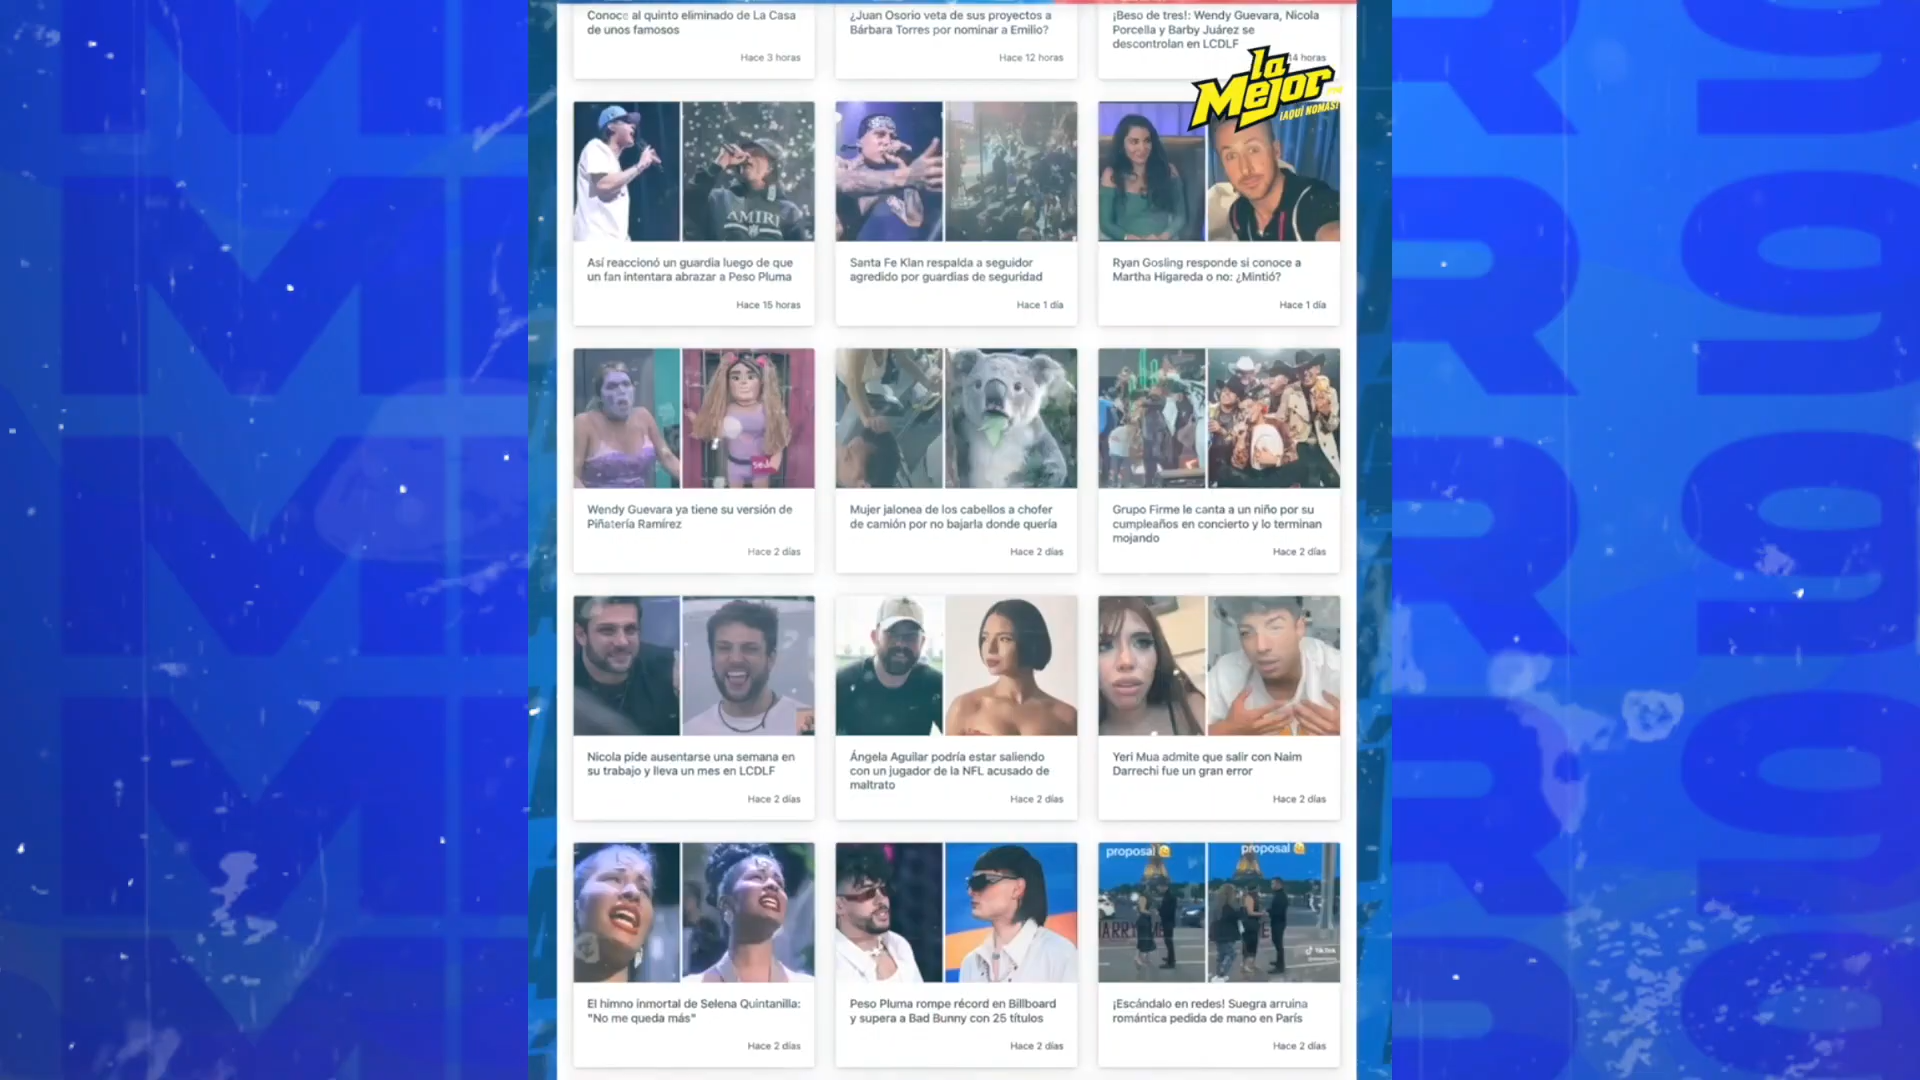 Conoce al quinto eliminado de La Casa
de unos famosos
Hace 3 horas
¿Juan Osorio veta de sus proyectos a
Bárbara Torres por nominar a Emilio?
Hace 12 horas
¡Beso de tres!: Wendy Guevara, Nicola
Porcella y Barby Juárez se
descontrolan en LCDLF
14 horas
la
Mejor
¡AQUÍ NOMÁS!
AMIRI
Así reaccionó un guardia luego de que
un fan intentara abrazar a Peso Pluma
Hace 15 horas
Santa Fe Klan respalda a seguidor
agredido por guardias de seguridad
Hace 1 día
Ryan Gosling responde si conoce a
Martha Higareda o no: ¿Mintió?
Hace 1 día
Wendy Guevara ya tiene su versión de
Piñatería Ramírez
Hace 2 días
Mujer jalonea de los cabellos a chofer
de camión por no bajarla donde quería
Hace 2 días
Grupo Firme le canta a un niño por su
cumpleaños en concierto y lo terminan
mojando
Hace 2 días
Nicola pide ausentarse una semana en
su trabajo y lleva un mes en LCDLF
Hace 2 días
Ángela Aguilar podría estar saliendo
con un jugador de la NFL acusado de
maltrato
Hace 2 días
Yeri Mua admite que salir con Naim
Darrechi fue un gran error
Hace 2 días
proposal
proposal
TikTok
El himno inmortal de Selena Quintanilla:
"No me queda más"
Hace 2 días
Peso Pluma rompe récord en Billboard
y supera a Bad Bunny con 25 títulos
Hace 2 días
¡Escándalo en redes! Suegra arruina
romántica pedida de mano en París
Hace 2 días